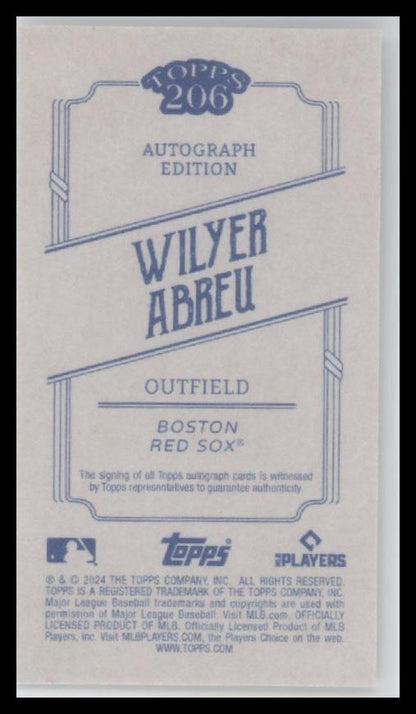 TOPPS
206
AUTOGRAPH
EDITION
WILYER
ABREU
OUTFIELD
BOSTON
RED SOX®
The signing of all Topps autograph cards is witnessed
by Topps representatives to guarantee authenticity.
topps®
MLB PLAYERS
® & © 2024 THE TOPPS COMPANY, INC. ALL RIGHTS RESERVED.
TOPPS IS A REGISTERED TRADEMARK OF THE TOPPS COMPANY, INC.
Major League Baseball trademarks and copyrights are used with
permission of Major League Baseball. Visit MLB.com. OFFICIALLY
LICENSED PRODUCT OF MLB. Officially Licensed Product of MLB
Players, Inc. Visit MLBPLAYERS.COM, the Players Choice on the web.
WWW.TOPPS.COM